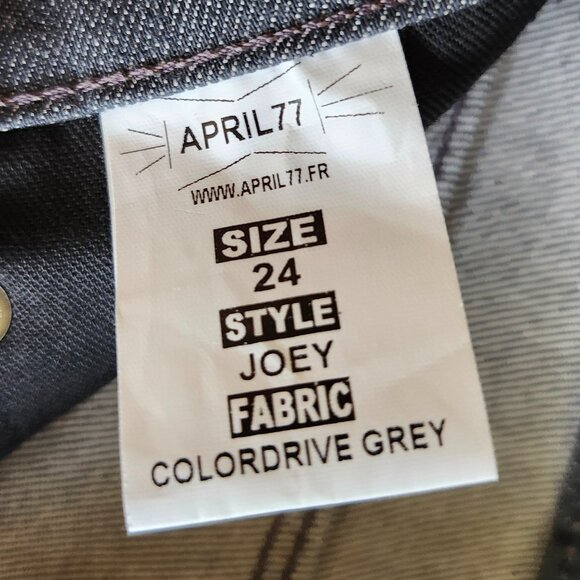 APRIL77
WWW.APRIL77.FR
SIZE
24
STYLE
JOEY
FABRIC
COLORDRIVE GREY